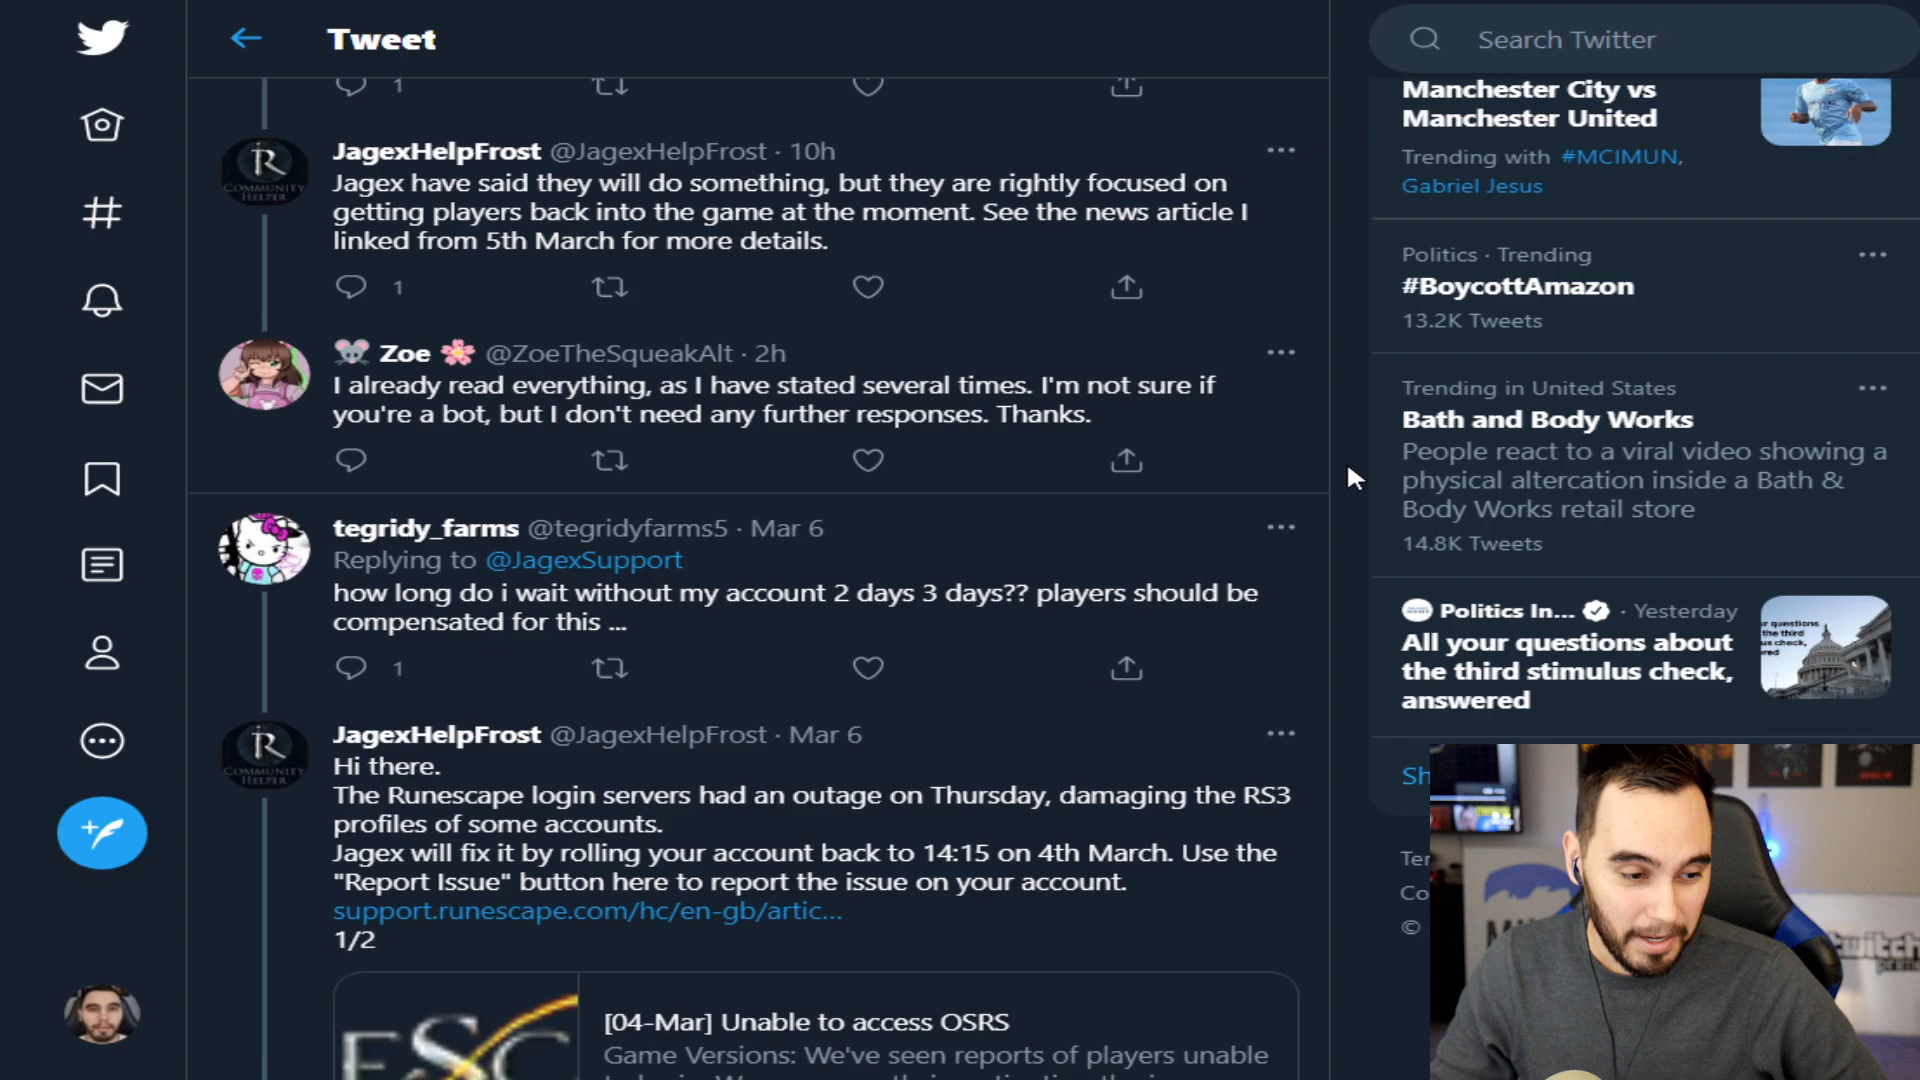 Tweet
Search Twitter
1
JagexHelpFrost @JagexHelpFrost · 10h
Jagex have said they will do something, but they are rightly focused on
getting players back into the game at the moment. See the news article I
linked from 5th March for more details.
1
COMMUNITY
HELPER
🐭 Zoe 🌸 @ZoeTheSqueakAlt · 2h
I already read everything, as I have stated several times. I'm not sure if
you're a bot, but I don't need any further responses. Thanks.
tegridy_farms @tegridyfarms5 · Mar 6
Replying to @JagexSupport
how long do i wait without my account 2 days 3 days?? players should be
compensated for this ...
1
JagexHelpFrost @JagexHelpFrost · Mar 6
COMMUNITY
HELPER
Hi there.
The Runescape login servers had an outage on Thursday, damaging the RS3
profiles of some accounts.
Jagex will fix it by rolling your account back to 14:15 on 4th March. Use the
"Report Issue" button here to report the issue on your account.
support.runescape.com/hc/en-gb/artic...
1/2
[04-Mar] Unable to access OSRS
Game Versions: We've seen reports of players unable
Manchester City vs
Manchester United
Trending with #MCIMUN,
Gabriel Jesus
Politics · Trending
#BoycottAmazon
13.2K Tweets
Trending in United States
Bath and Body Works
People react to a viral video showing a
physical altercation inside a Bath &
Body Works retail store
14.8K Tweets
Politics In... · Yesterday
All your questions about
the third stimulus check,
answered
Sh
Ter
Co
©
twitch
prime